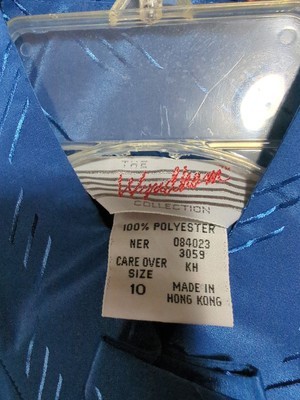 THE
Wyndham
COLLECTION
100% POLYESTER
NER 084023
3059
CARE OVER KH
SIZE
10 MADE IN
HONG KONG